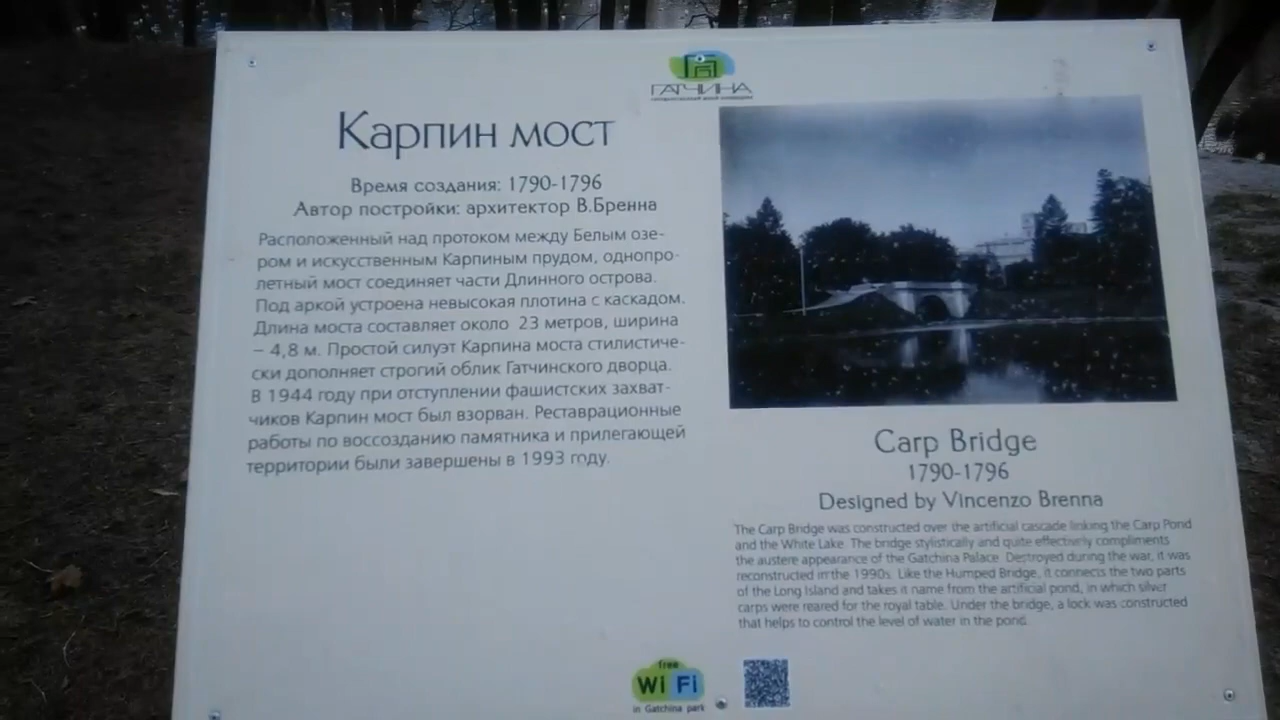 ГАТЧИНА
Карпин мост
Время создания: 1790-1796
Автор постройки: архитектор В.Бренна
Расположенный над протоком между Белым озе-
ром и искусственным Карпиным прудом, однопро-
летный мост соединяет части Длинного острова.
Под аркой устроена невысокая плотина с каскадом.
Длина моста составляет около 23 метров, ширина
– 4,8 м. Простой силуэт Карпина моста стилистиче-
ски дополняет строгий облик Гатчинского дворца.
В 1944 году при отступлении фашистских захват-
чиков Карпин мост был взорван. Реставрационные
работы по воссозданию памятника и прилегающей
территории были завершены в 1993 году.
Carp Bridge
1790-1796
Designed by Vincenzo Brenna
The Carp Bridge was constructed over the artificial cascade linking the Carp Pond
and the White Lake. The bridge stylistically and quite effectively compliments
the austere appearance of the Gatchina Palace. Destroyed during the war, it was
reconstructed in the 1990s. Like the Humped Bridge, it connects the two parts
of the Long Island and takes it name from the artificial pond, in which silver
carps were reared for the royal table. Under the bridge, a lock was constructed
that helps to control the level of water in the pond.
free
Wi Fi
in Gatchina park